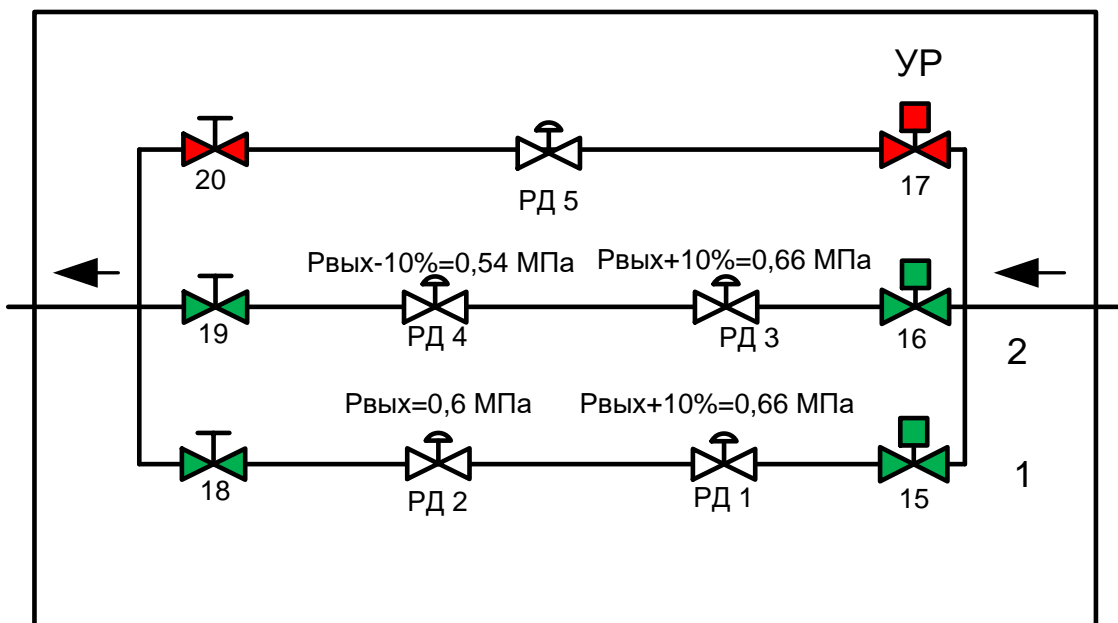 УР
20
РД 5
17
Рвых-10%=0,54 МПа
Рвых+10%=0,66 МПа
19
РД 4
РД 3
16
2
Рвых=0,6 МПа
Рвых+10%=0,66 МПа
18
РД 2
РД 1
15
1